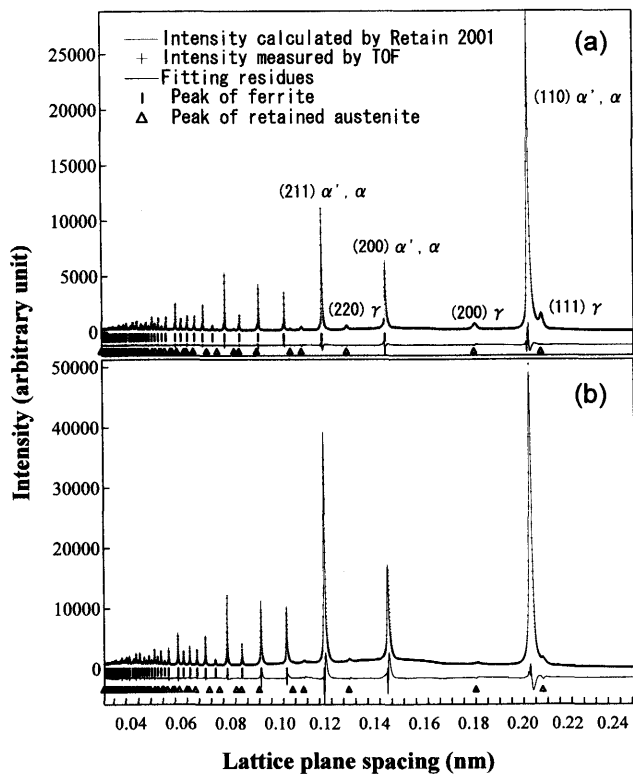 (a)
Intensity calculated by Retain 2001
Intensity measured by TOF
Fitting residues
Peak of ferrite
Peak of retained austenite
25000
20000
15000
10000
5000
0
(110) α', α
(211) α', α
(200) α', α
(220) γ
(200) γ
(111) γ
Intensity (arbitrary unit)
(b)
50000
40000
30000
20000
10000
0
0.04 0.06 0.08 0.10 0.12 0.14 0.16 0.18 0.20 0.22 0.24
Lattice plane spacing (nm)